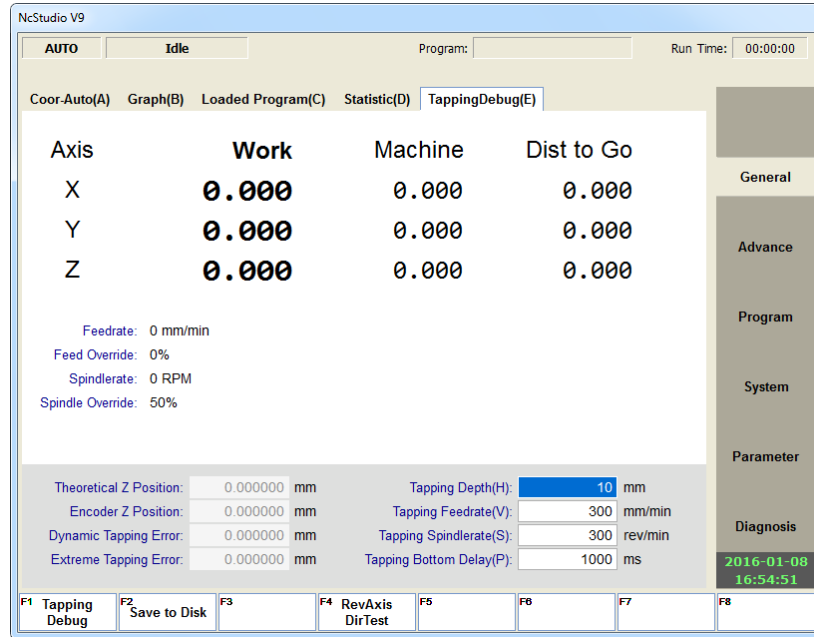 NcStudio V9
AUTO Idle Program: Run Time: 00:00:00
Coor-Auto(A) Graph(B) Loaded Program(C) Statistic(D) TappingDebug(E)
Axis Work Machine Dist to Go
X 0.000 0.000 0.000
Y 0.000 0.000 0.000
Z 0.000 0.000 0.000
Feedrate: 0 mm/min
Feed Override: 0%
Spindlerate: 0 RPM
Spindle Override: 50%
Theoretical Z Position: 0.000000 mm Tapping Depth(H): 10 mm
Encoder Z Position: 0.000000 mm Tapping Feedrate(V): 300 mm/min
Dynamic Tapping Error: 0.000000 mm Tapping Spindlerate(S): 300 rev/min
Extreme Tapping Error: 0.000000 mm Tapping Bottom Delay(P): 1000 ms
General
Advance
Program
System
Parameter
Diagnosis
2016-01-08
16:54:51
F1 Tapping Debug F2 Save to Disk F3 F4 RevAxis DirTest F5 F6 F7 F8